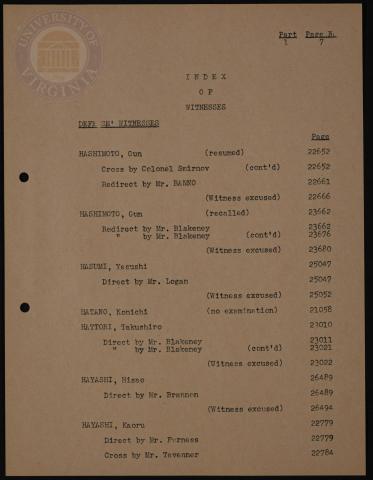 UNIVERSITY OF VIRGINIA
Part Page N.
1 7
I N D E X
O F
WITNESSES
DEFENSE' WITNESSES
Page
HASHIMOTO, Gun (resumed) 22652
Cross by Colonel Smirnov (cont'd) 22652
Redirect by Mr. BANNO 22661
(Witness excused) 22666
HASHIMOTO, Gun (recalled) 23662
Redirect by Mr. Blakeney 23662
" by Mr. Blakeney (cont'd) 23676
(Witness excused) 23680
HASUMI, Yasushi 25047
Direct by Mr. Logan 25047
(Witness excused) 25052
HATANO, Konichi (no examination) 21058
HATTORI, Takushiro 23010
Direct by Mr. Blakeney 23011
" by Mr. Blakeney (cont'd) 23021
(Witness excused) 23022
HAYASHI, Hisao 26489
Direct by Mr. Brannon 26489
(Witness excused) 26494
HAYASHI, Kaoru 22779
Direct by Mr. Furness 22779
Cross by Mr. Tavenner 22784